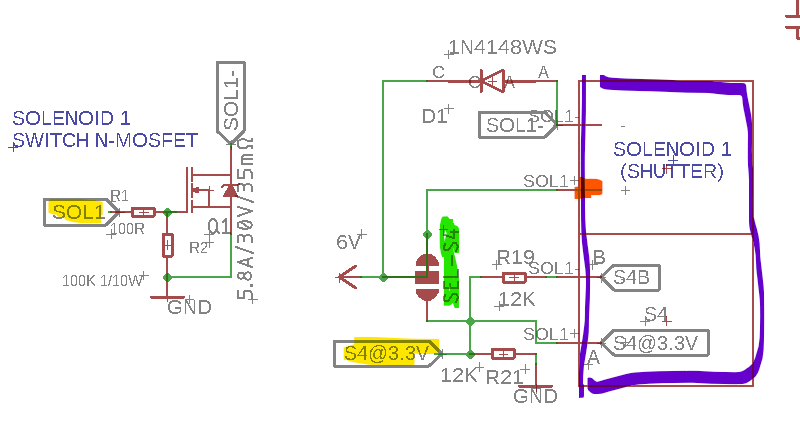 1N4148WS
C
C
A
A
D1
SOL1-
SOL1-
SOL1-
SOLENOID 1
SWITCH N-MOSFET
-
SOLENOID 1
(SHUTTER)
SOL1+
+
R1
SOL1
100R
Q1
5.8A/30V/35mΩ
R2
100K 1/10W
GND
6V
SEL-S4
R19
SOL1-
B
S4B
12K
S4
SOL1+
S4@3.3V
S4@3.3V
A
12K
R21
GND